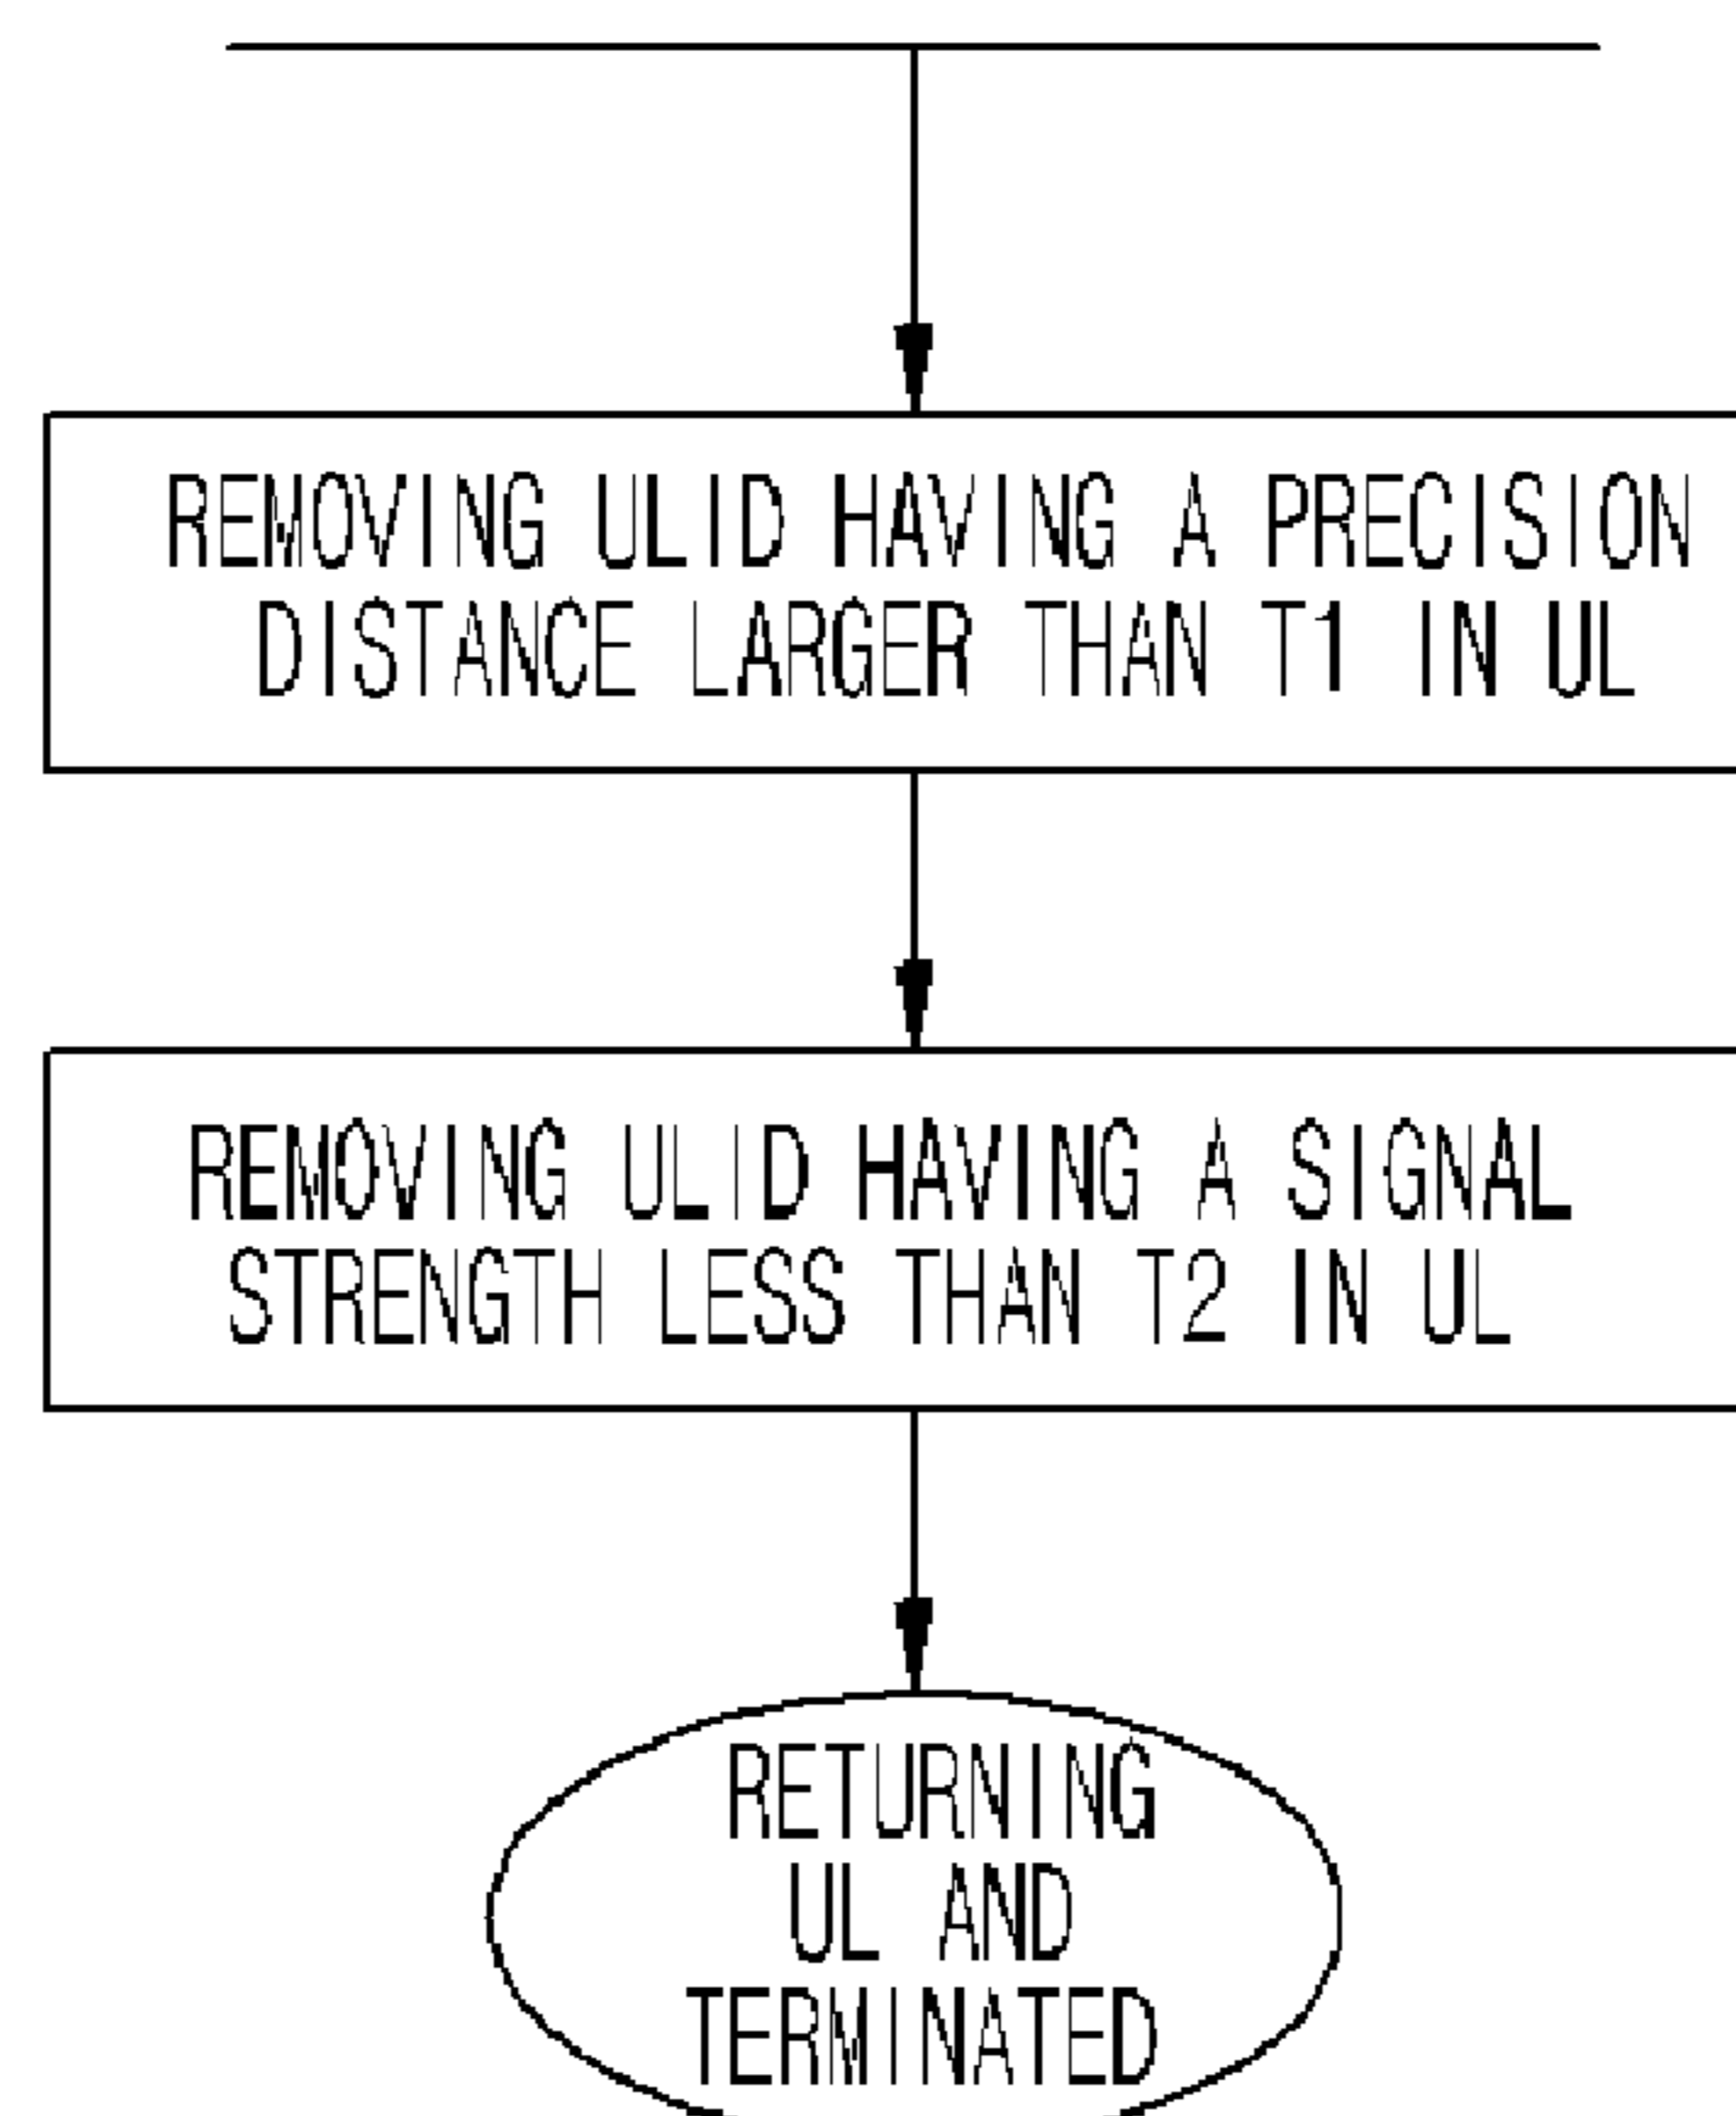 REMOVING ULID HAVING A PRECISION
DISTANCE LARGER THAN T1 IN UL
REMOVING ULID HAVING A SIGNAL
STRENGTH LESS THAN T2 IN UL
RETURNING
UL AND
TERMINATED